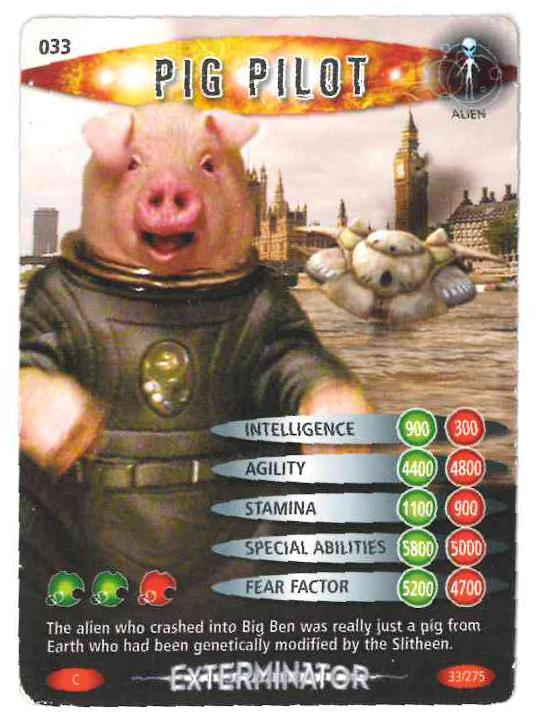 033
PIG PILOT
ALIEN
INTELLIGENCE 900 300
AGILITY 4400 4800
STAMINA 1100 900
SPECIAL ABILITIES 5800 5000
FEAR FACTOR 5200 4700
The alien who crashed into Big Ben was really just a pig from
Earth who had been genetically modified by the Slitheen.
C EXTERMINATOR 33/275